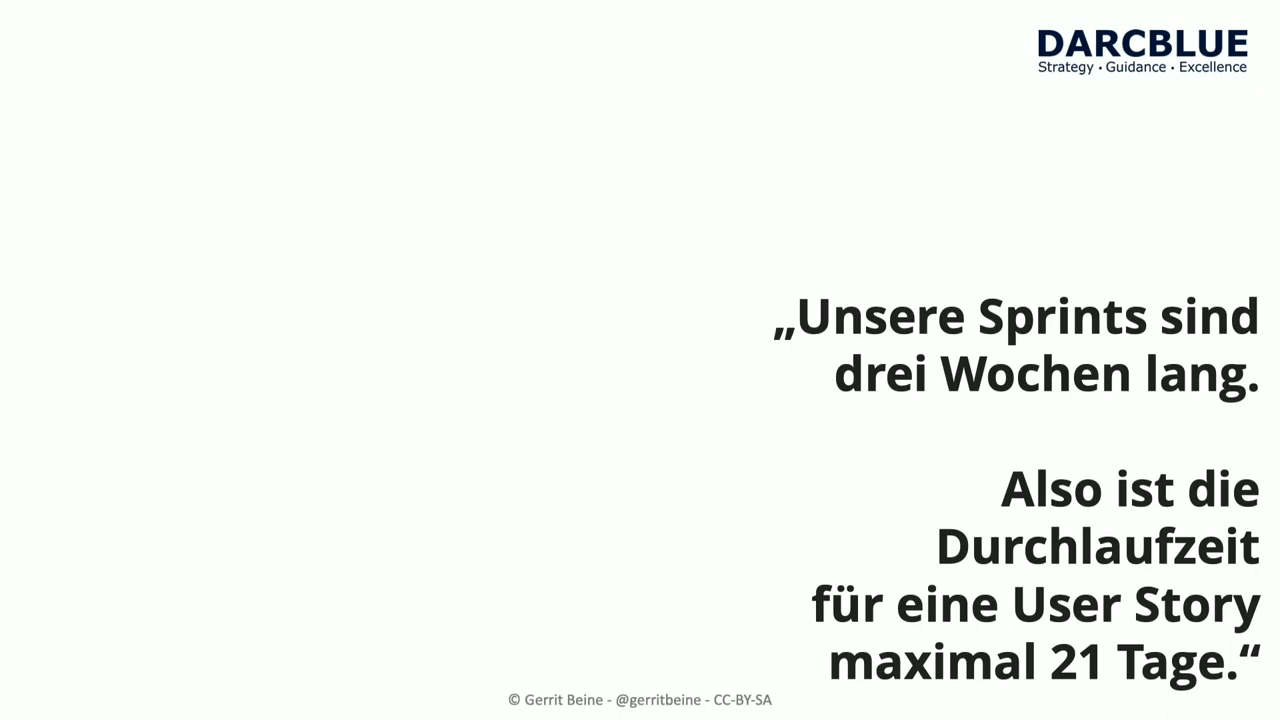 DARCBLUE
Strategy • Guidance • Excellence
„Unsere Sprints sind
drei Wochen lang.
Also ist die
Durchlaufzeit
für eine User Story
maximal 21 Tage.“
© Gerrit Beine - @gerritbeine - CC-BY-SA